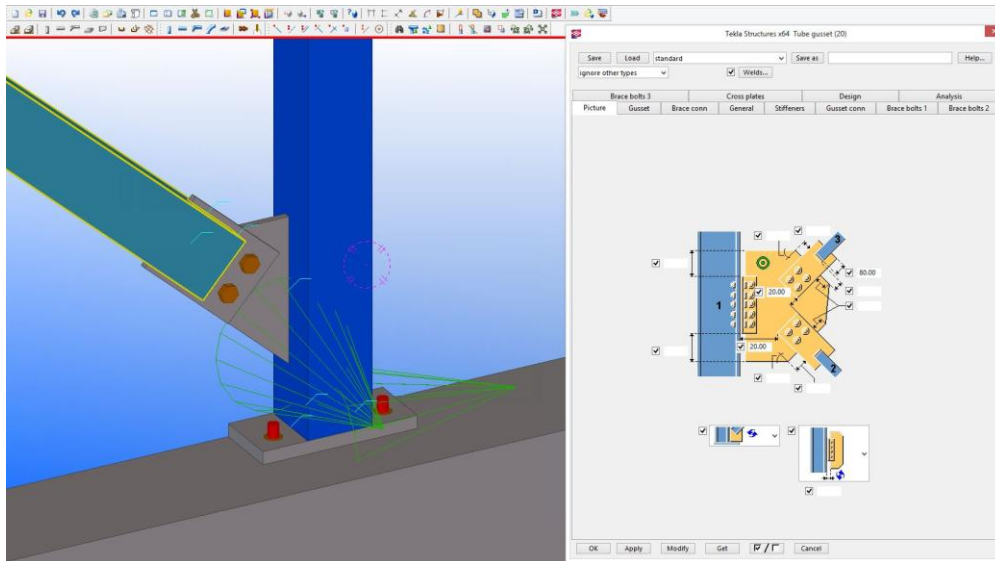 Tekla Structures x64 Tube gusset (20)
Save Load standard Save as Help...
ignore other types Welds...
Brace bolts 3 Cross plates Design Analysis
Picture Gusset Brace conn General Stiffeners Gusset conn Brace bolts 1 Brace bolts 2
3
80.00
20.00
1
20.00
2
OK Apply Modify Get / Cancel